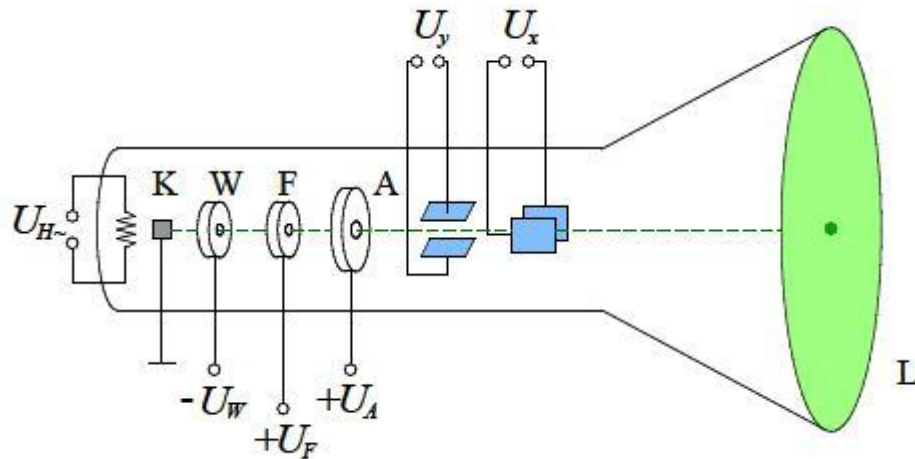 U_y U_x
K W F A
U_H~
L
-U_W +U_A
+U_F